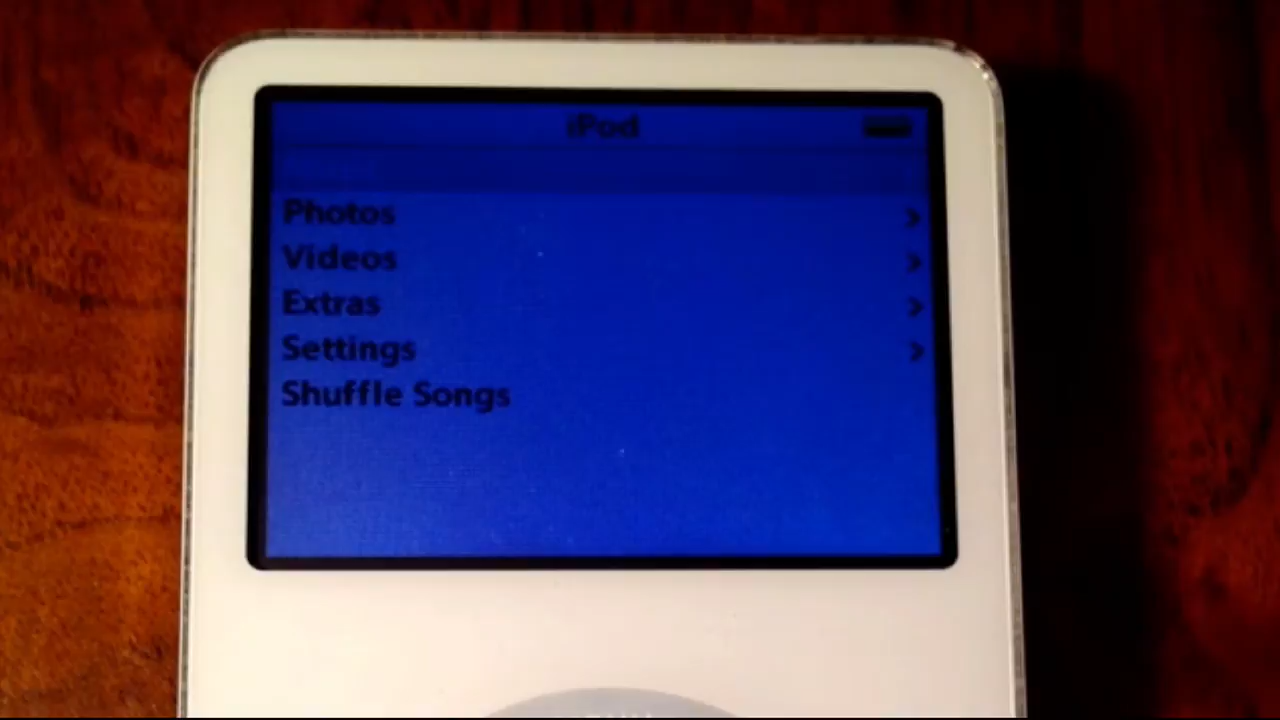 iPod
Photos
Videos
Extras
Settings
Shuffle Songs